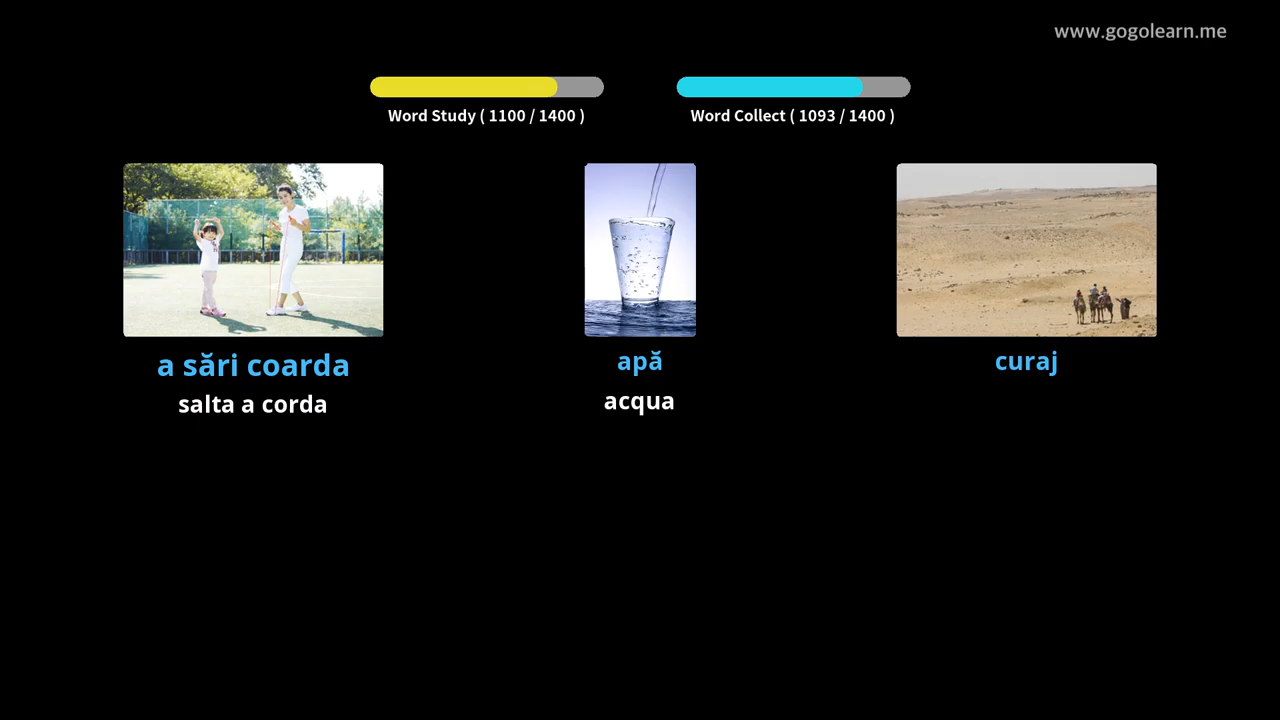 www.gogolearn.me
Word Study ( 1100 / 1400 )
Word Collect ( 1093 / 1400 )
a sări coarda
salta a corda
apă
acqua
curaj